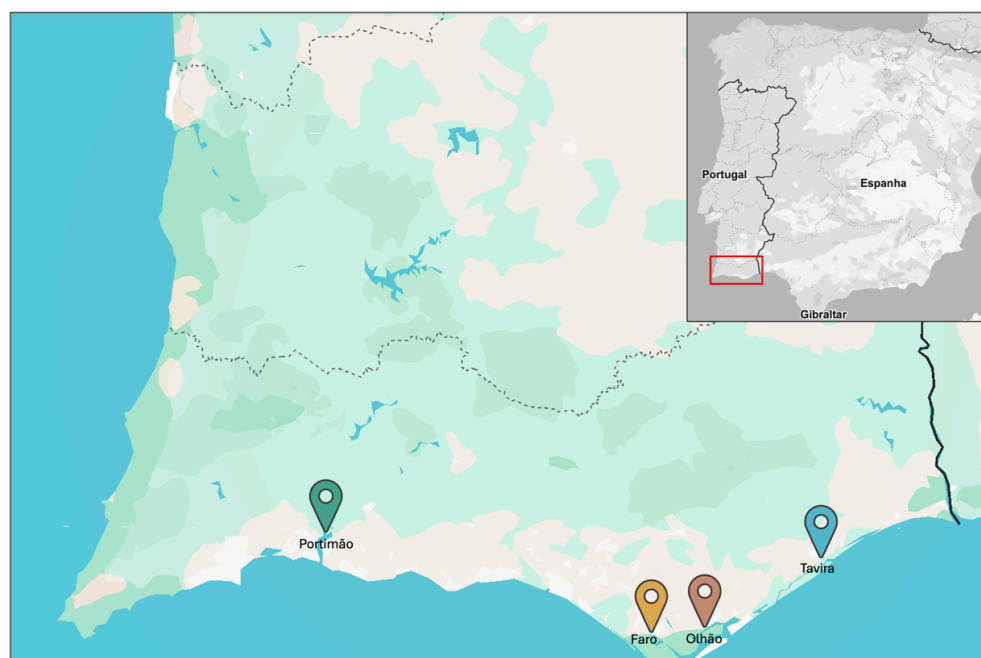 Portugal
Espanha
Gibraltar
Portimão
Tavira
Faro
Olhão